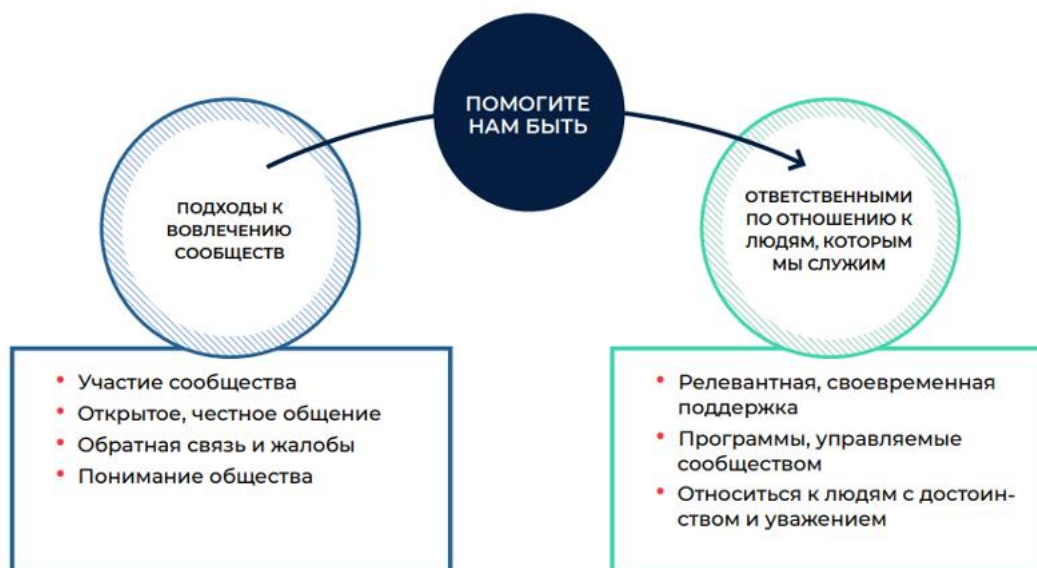 ПОМОГИТЕ
НАМ БЫТЬ
ПОДХОДЫ К
ВОВЛЕЧЕНИЮ
СООБЩЕСТВ
ОТВЕТСТВЕННЫМИ
ПО ОТНОШЕНИЮ К
ЛЮДЯМ, КОТОРЫМ
МЫ СЛУЖИМ
• Участие сообщества
• Открытое, честное общение
• Обратная связь и жалобы
• Понимание общества
• Релевантная, своевременная
поддержка
• Программы, управляемые
сообществом
• Относиться к людям с достоин-
ством и уважением